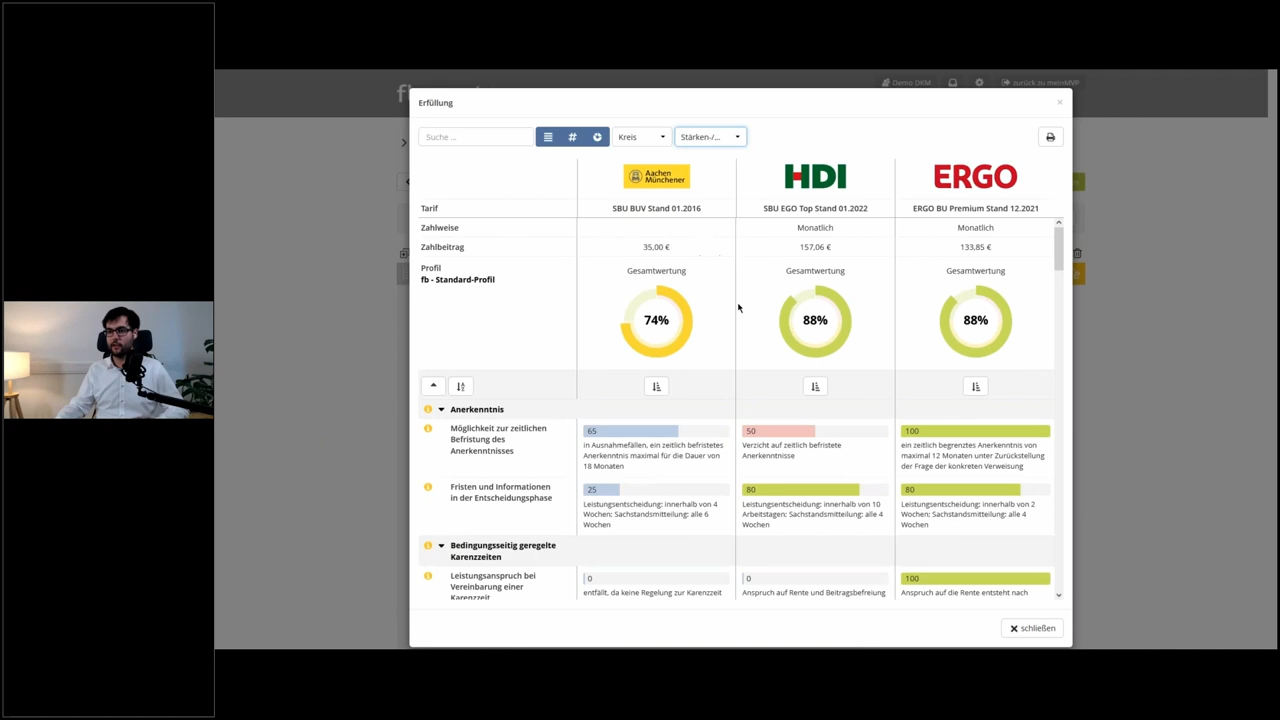 Demo DKM
zurück zu meinMVP
Erfüllung
×
Suche ...
Kreis
Stärken-/...
Aachen
Münchener
HDI
ERGO
Tarif
SBU BUV Stand 01.2016
SBU EGO Top Stand 01.2022
ERGO BU Premium Stand 12.2021
Zahlweise
Monatlich
Monatlich
Zahlbeitrag
35,00 €
157,06 €
133,85 €
Profil
fb - Standard-Profil
Gesamtwertung
Gesamtwertung
Gesamtwertung
74%
88%
88%
Anerkenntnis
Möglichkeit zur zeitlichen
Befristung des
Anerkenntnisses
65
in Ausnahmefällen, ein zeitlich befristetes
Anerkenntnis maximal für die Dauer von
18 Monaten
50
Verzicht auf zeitlich befristete
Anerkenntnisse
100
ein zeitlich begrenztes Anerkenntnis von
maximal 12 Monaten unter Zurückstellung
der Frage der konkreten Verweisung
Fristen und Informationen
in der Entscheidungsphase
25
Leistungsentscheidung: innerhalb von 4
Wochen; Sachstandsmitteilung: alle 6
Wochen
80
Leistungsentscheidung: innerhalb von 10
Arbeitstagen; Sachstandsmitteilung: alle 4
Wochen
80
Leistungsentscheidung: innerhalb von 2
Wochen; Sachstandsmitteilung: alle 4
Wochen
Bedingungsseitig geregelte
Karenzzeiten
Leistungsanspruch bei
Vereinbarung einer
Karenzzeit
0
entfällt, da keine Regelung zur Karenzzeit
0
Anspruch auf Rente und Beitragsbefreiung
100
Anspruch auf die Rente entsteht nach
schließen